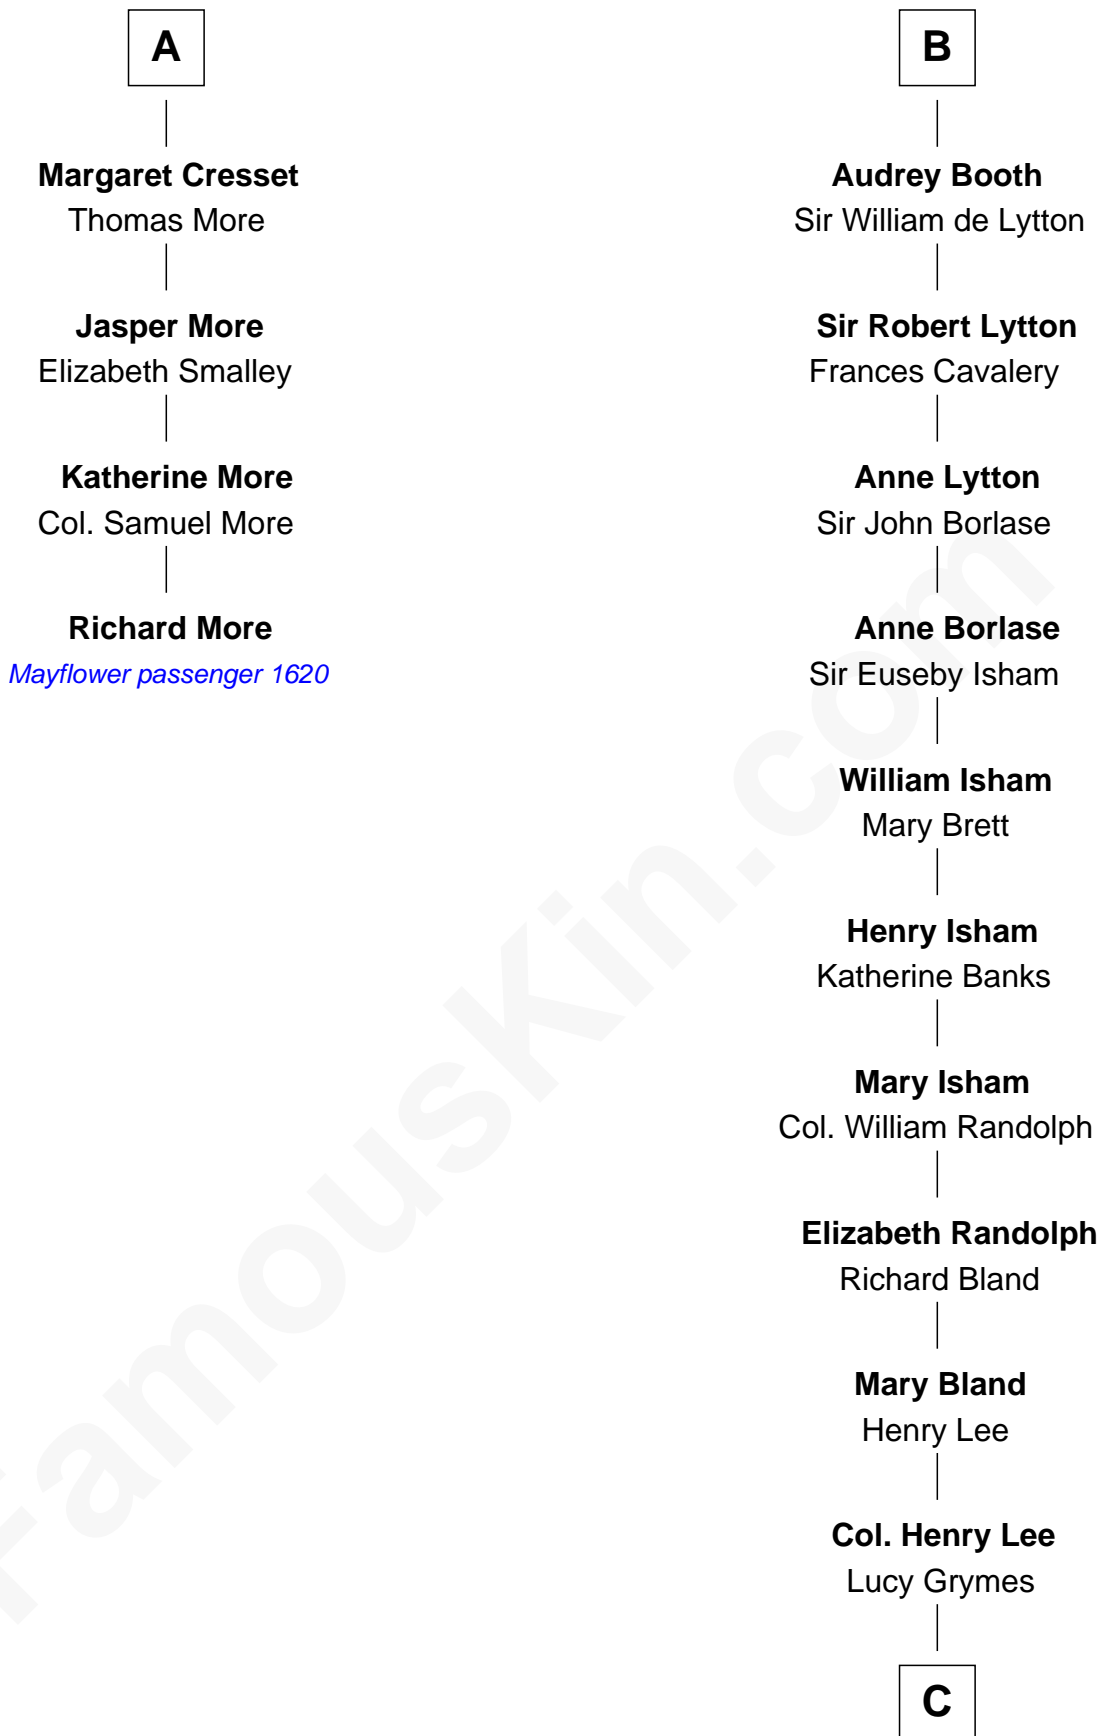 A
Margaret Cresset
Thomas More
Jasper More
Elizabeth Smalley
Katherine More
Col. Samuel More
Richard More
Mayflower passenger 1620
B
Audrey Booth
Sir William de Lytton
Sir Robert Lytton
Frances Cavalery
Anne Lytton
Sir John Borlase
Anne Borlase
Sir Euseby Isham
William Isham
Mary Brett
Henry Isham
Katherine Banks
Mary Isham
Col. William Randolph
Elizabeth Randolph
Richard Bland
Mary Bland
Henry Lee
Col. Henry Lee
Lucy Grymes
C
FamousKin.com